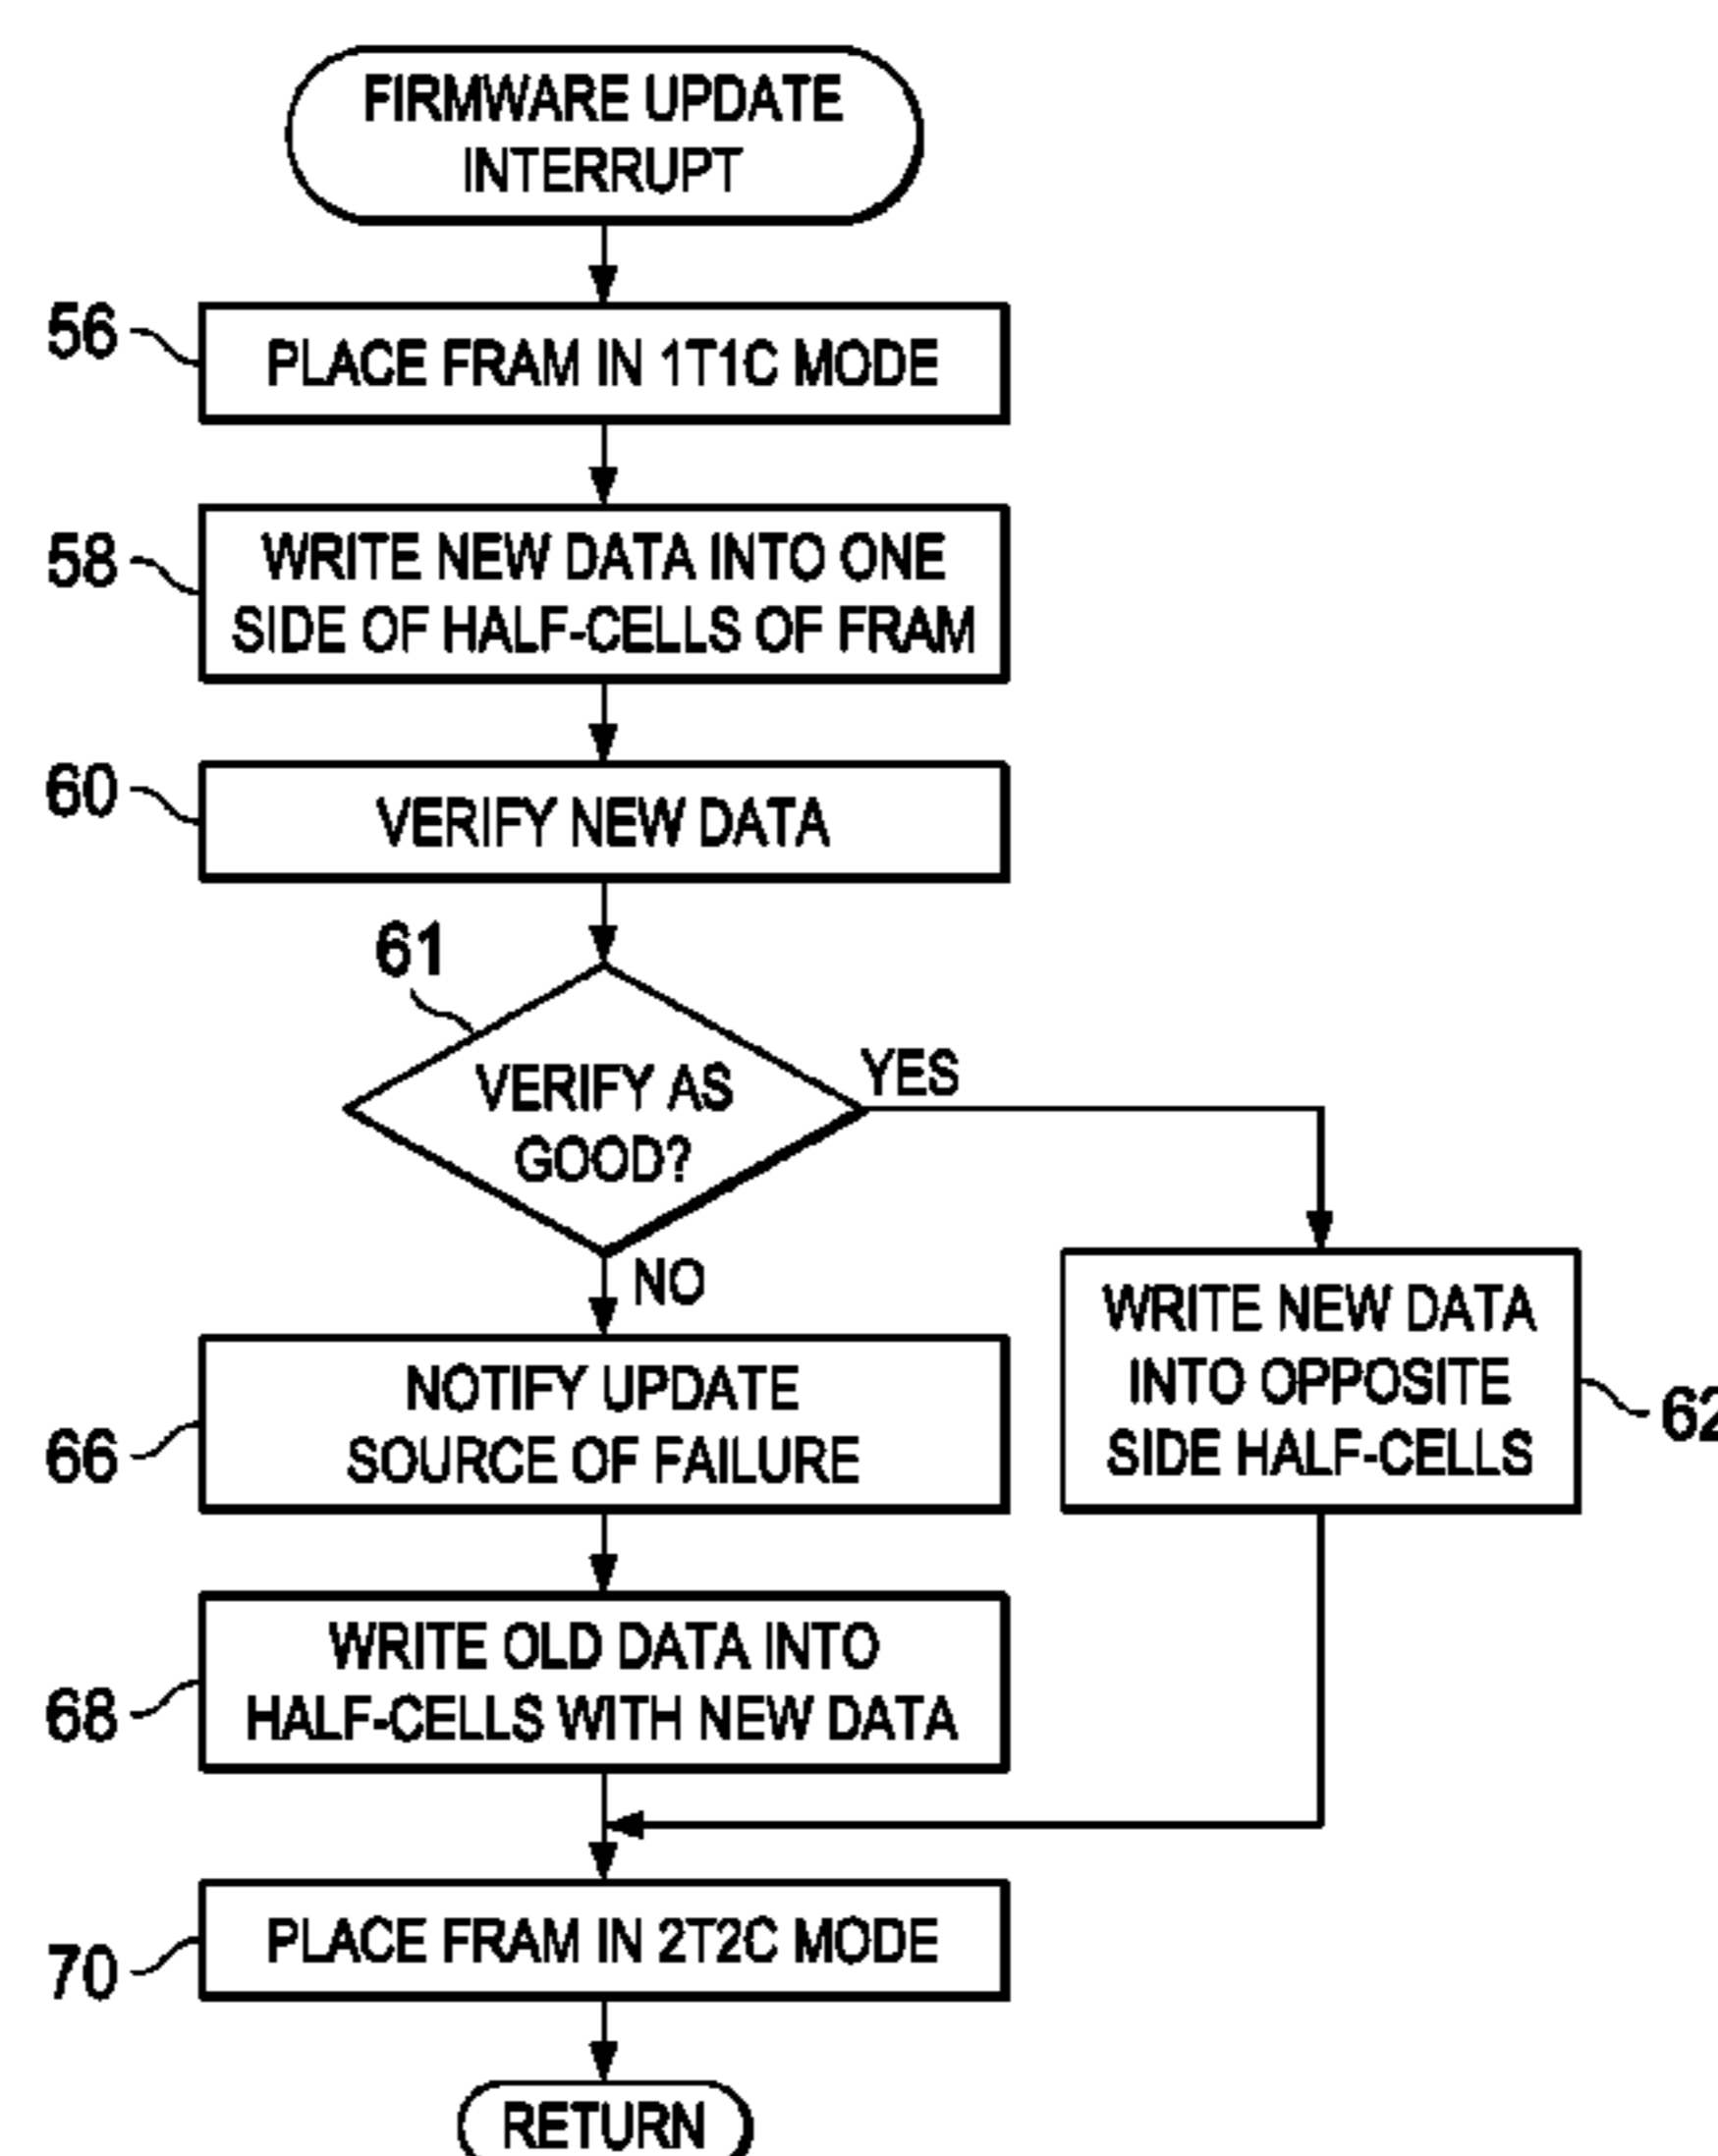 FIRMWARE UPDATE
INTERRUPT
56
PLACE FRAM IN 1T1C MODE
58
WRITE NEW DATA INTO ONE
SIDE OF HALF-CELLS OF FRAM
60
VERIFY NEW DATA
61
VERIFY AS
GOOD?
YES
NO
WRITE NEW DATA
INTO OPPOSITE
SIDE HALF-CELLS
62
66
NOTIFY UPDATE
SOURCE OF FAILURE
68
WRITE OLD DATA INTO
HALF-CELLS WITH NEW DATA
70
PLACE FRAM IN 2T2C MODE
RETURN